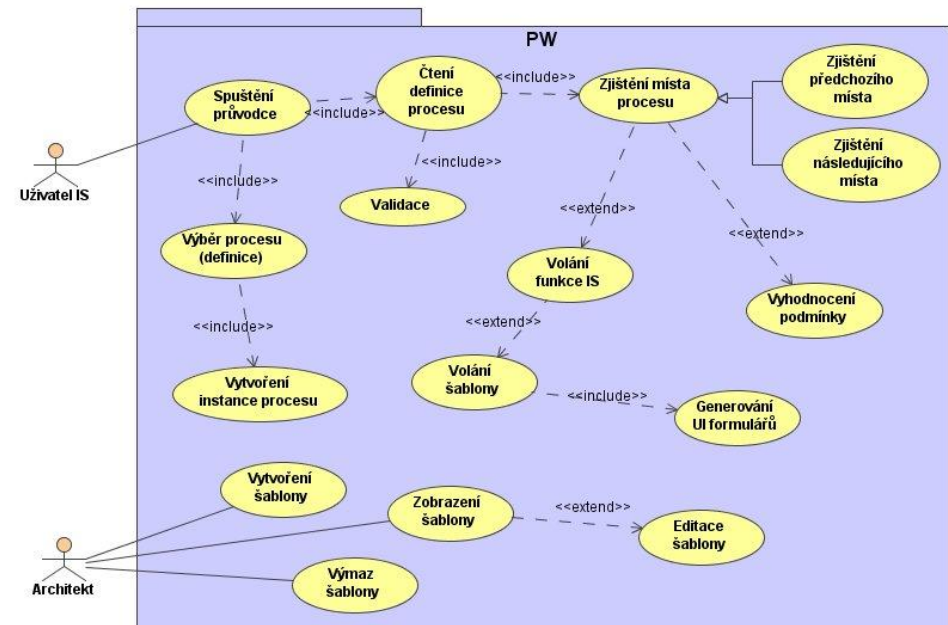 PW
Spuštění
průvodce
<<include>>
Čtení
definice
procesu
<<include>>
Zjištění místa
procesu
Zjištění
předchozího
místa
Zjištění
následujícího
místa
Uživatel IS
<<include>>
<<include>>
Validace
<<extend>>
<<extend>>
Výběr procesu
(definice)
Volání
funkce IS
Vyhodnocení
podmínky
<<include>>
<<extend>>
Vytvoření
instance procesu
Volání
šablony
<<include>>
Generování
UI formulářů
Vytvoření
šablony
Zobrazení
šablony
<<extend>>
Editace
šablony
Architekt
Výmaz
šablony